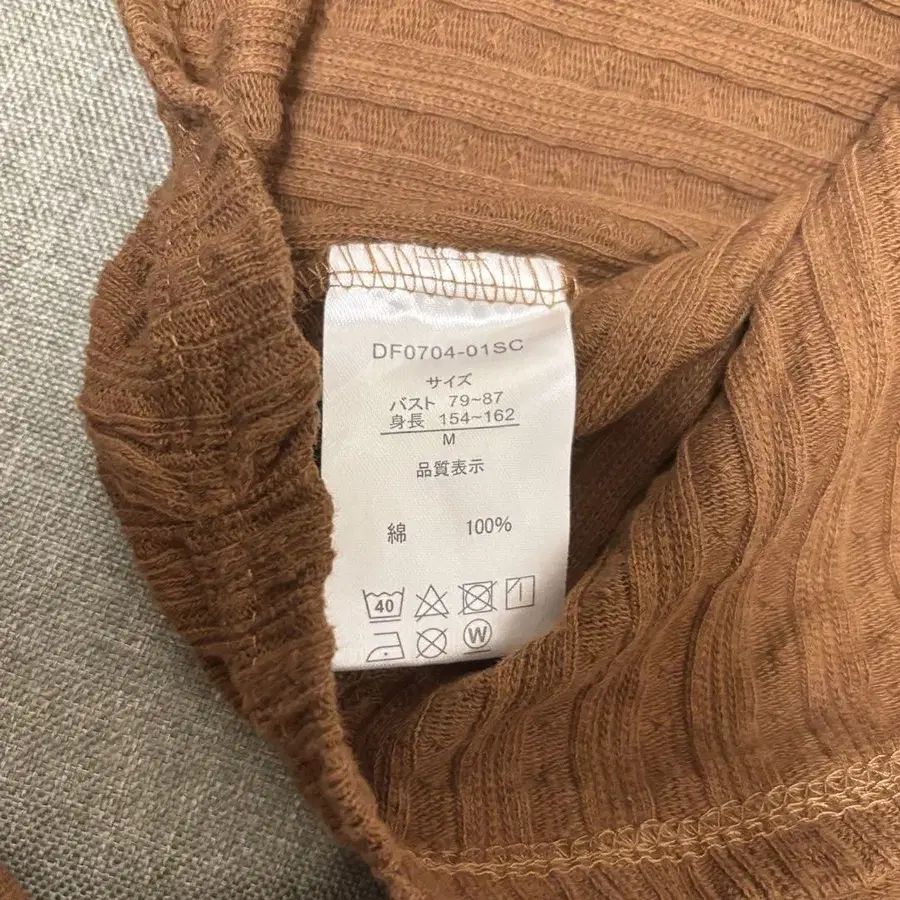 DF0704-01SC
サイズ
バスト 79~87
身長 154~162
M
品質表示
綿 100%
40
W